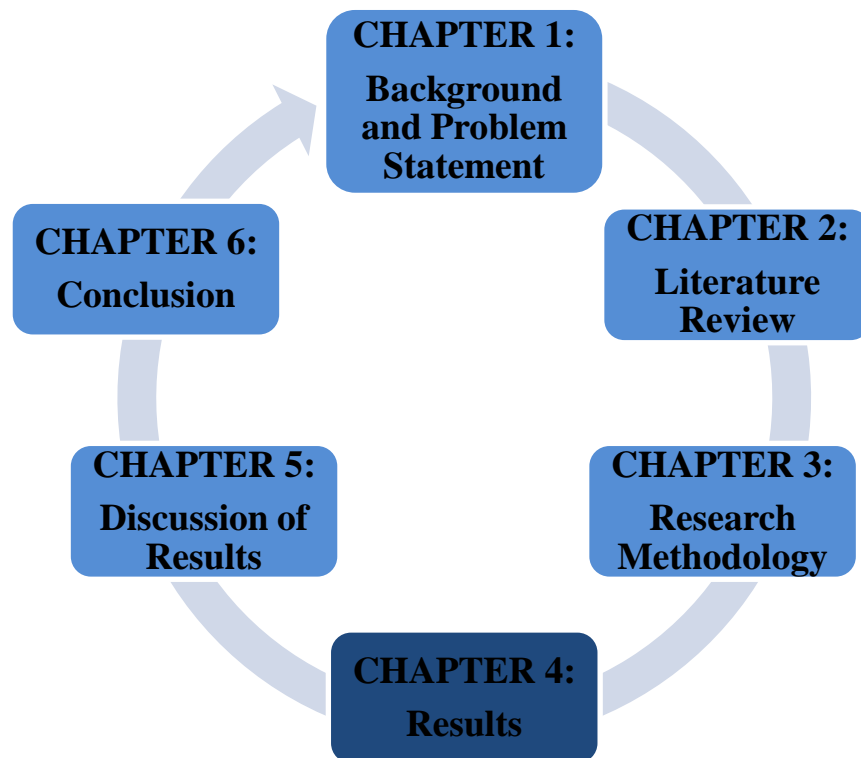 CHAPTER 1:
Background
and Problem
Statement
CHAPTER 2:
Literature
Review
CHAPTER 3:
Research
Methodology
CHAPTER 4:
Results
CHAPTER 5:
Discussion of
Results
CHAPTER 6:
Conclusion